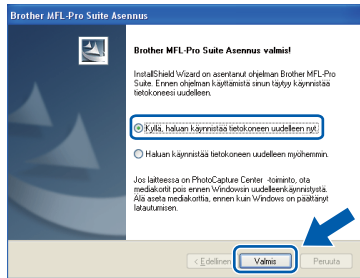 Brother MFL-Pro Suite Asennus
Brother MFL-Pro Suite Asennus valmis!
InstallShield Wizard on asentanut ohjelman Brother MFL-Pro
Suite. Ennen ohjelman käyttämistä sinun täytyy käynnistää
tietokoneesi uudelleen.
Kyllä, haluan käynnistää tietokoneen uudelleen nyt.
Haluan käynnistää tietokoneen uudelleen myöhemmin.
Jos laitteessa on PhotoCapture Center -toiminto, ota
mediakortit pois ennen Windowsin uudelleenkäynnistystä.
Älä aseta mediakorttia, ennen kuin Windows on päättänyt
latautumisen.
< Edellinen
Valmis
Peruuta